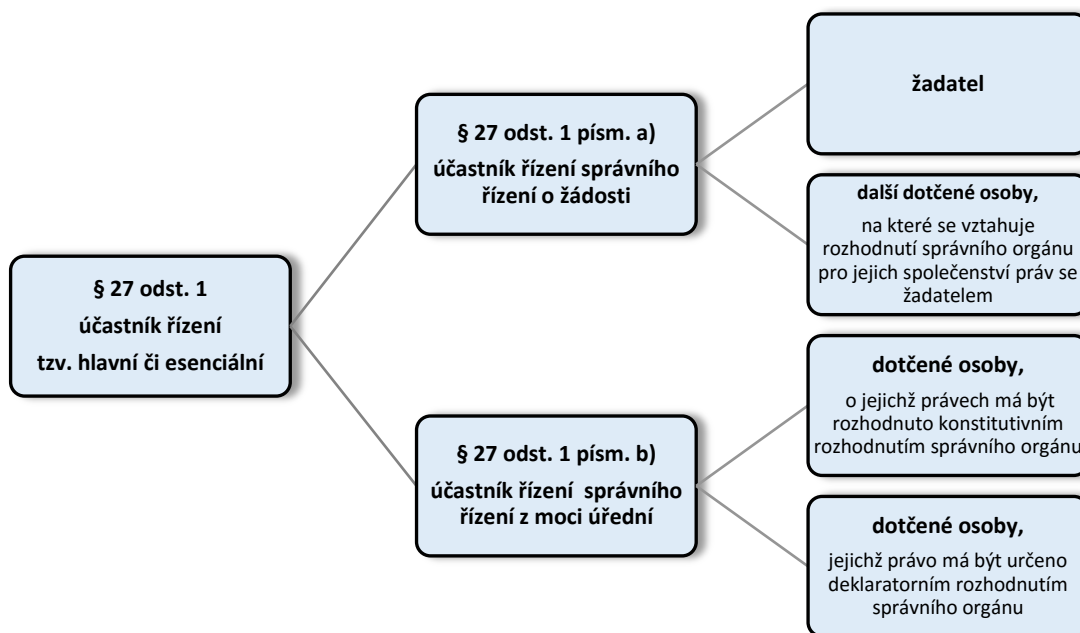 § 27 odst. 1
účastník řízení
tzv. hlavní či esenciální
§ 27 odst. 1 písm. a)
účastník řízení správního
řízení o žádosti
žadatel
další dotčené osoby,
na které se vztahuje
rozhodnutí správního orgánu
pro jejich společenství práv se
žadatelem
§ 27 odst. 1 písm. b)
účastník řízení správního
řízení z moci úřední
dotčené osoby,
o jejichž právech má být
rozhodnuto konstitutivním
rozhodnutím správního orgánu
dotčené osoby,
jejichž právo má být určeno
deklaratorním rozhodnutím
správního orgánu